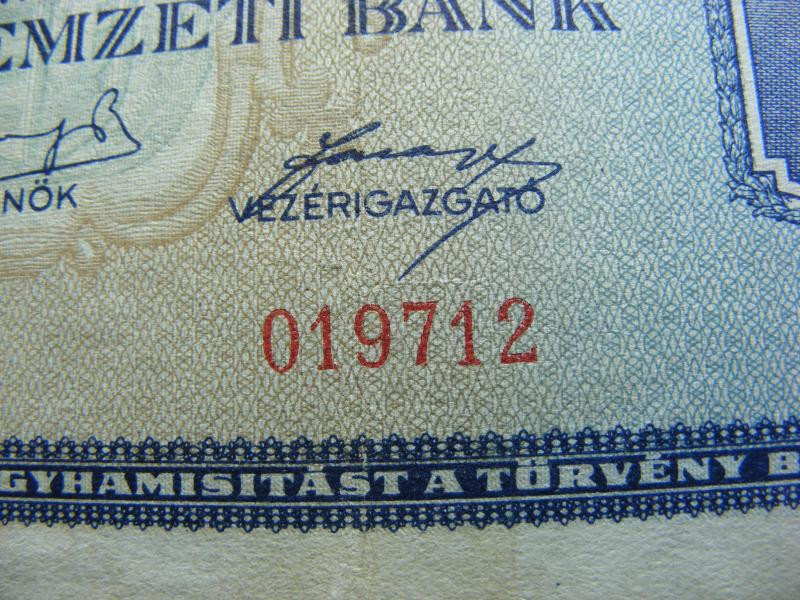 EMZETI BANK
NÖK
VEZÉRIGAZGATÓ
019712
GYHAMISITÁST A TÖRVÉNY B